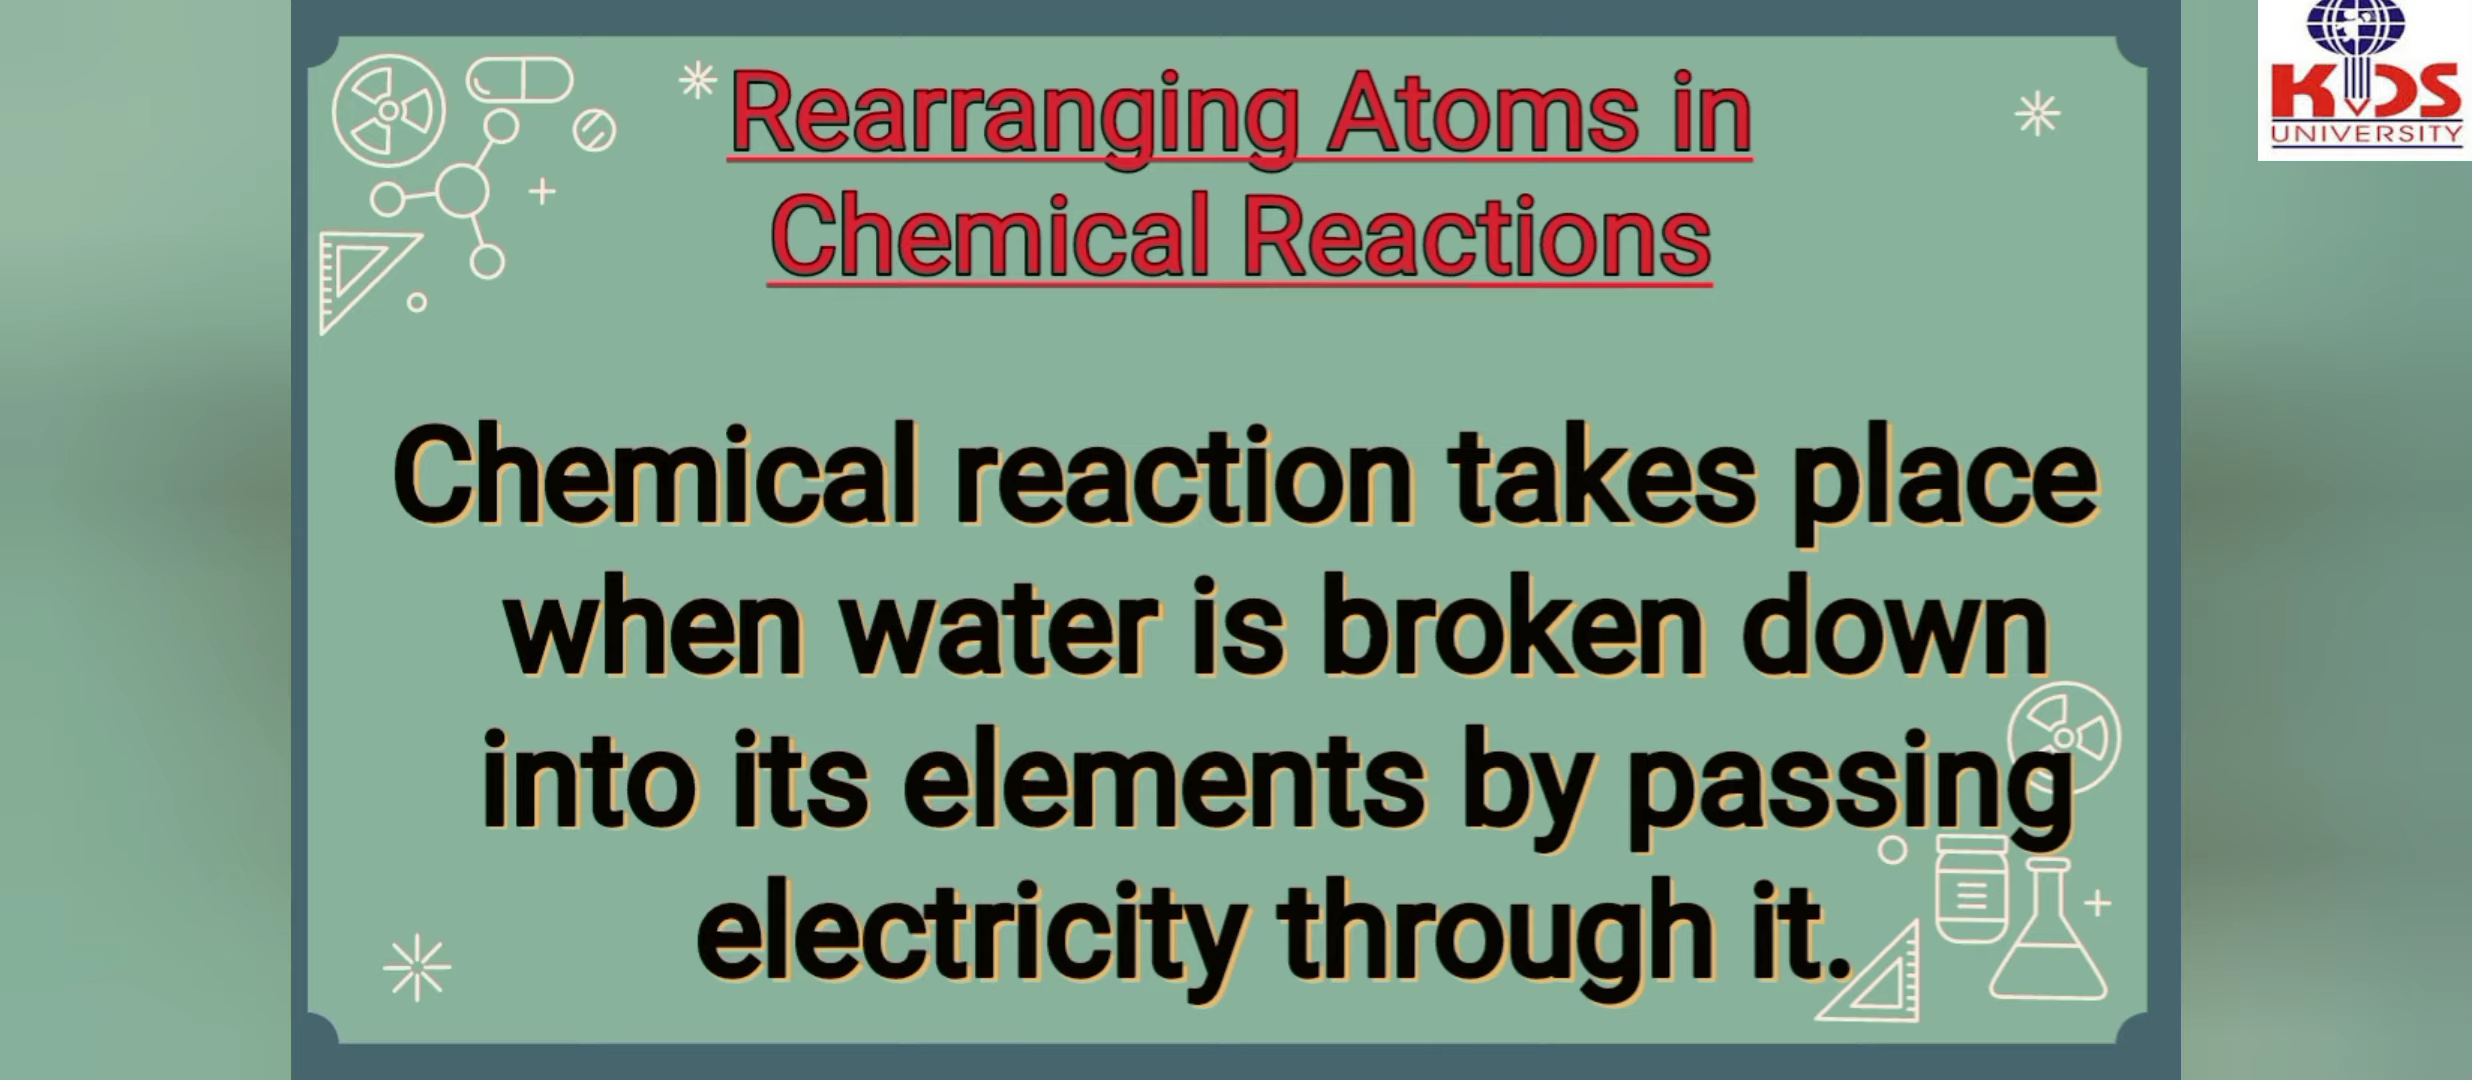 Rearranging Atoms in
Chemical Reactions
KIDS
UNIVERSITY
Chemical reaction takes place
when water is broken down
into its elements by passing
electricity through it.